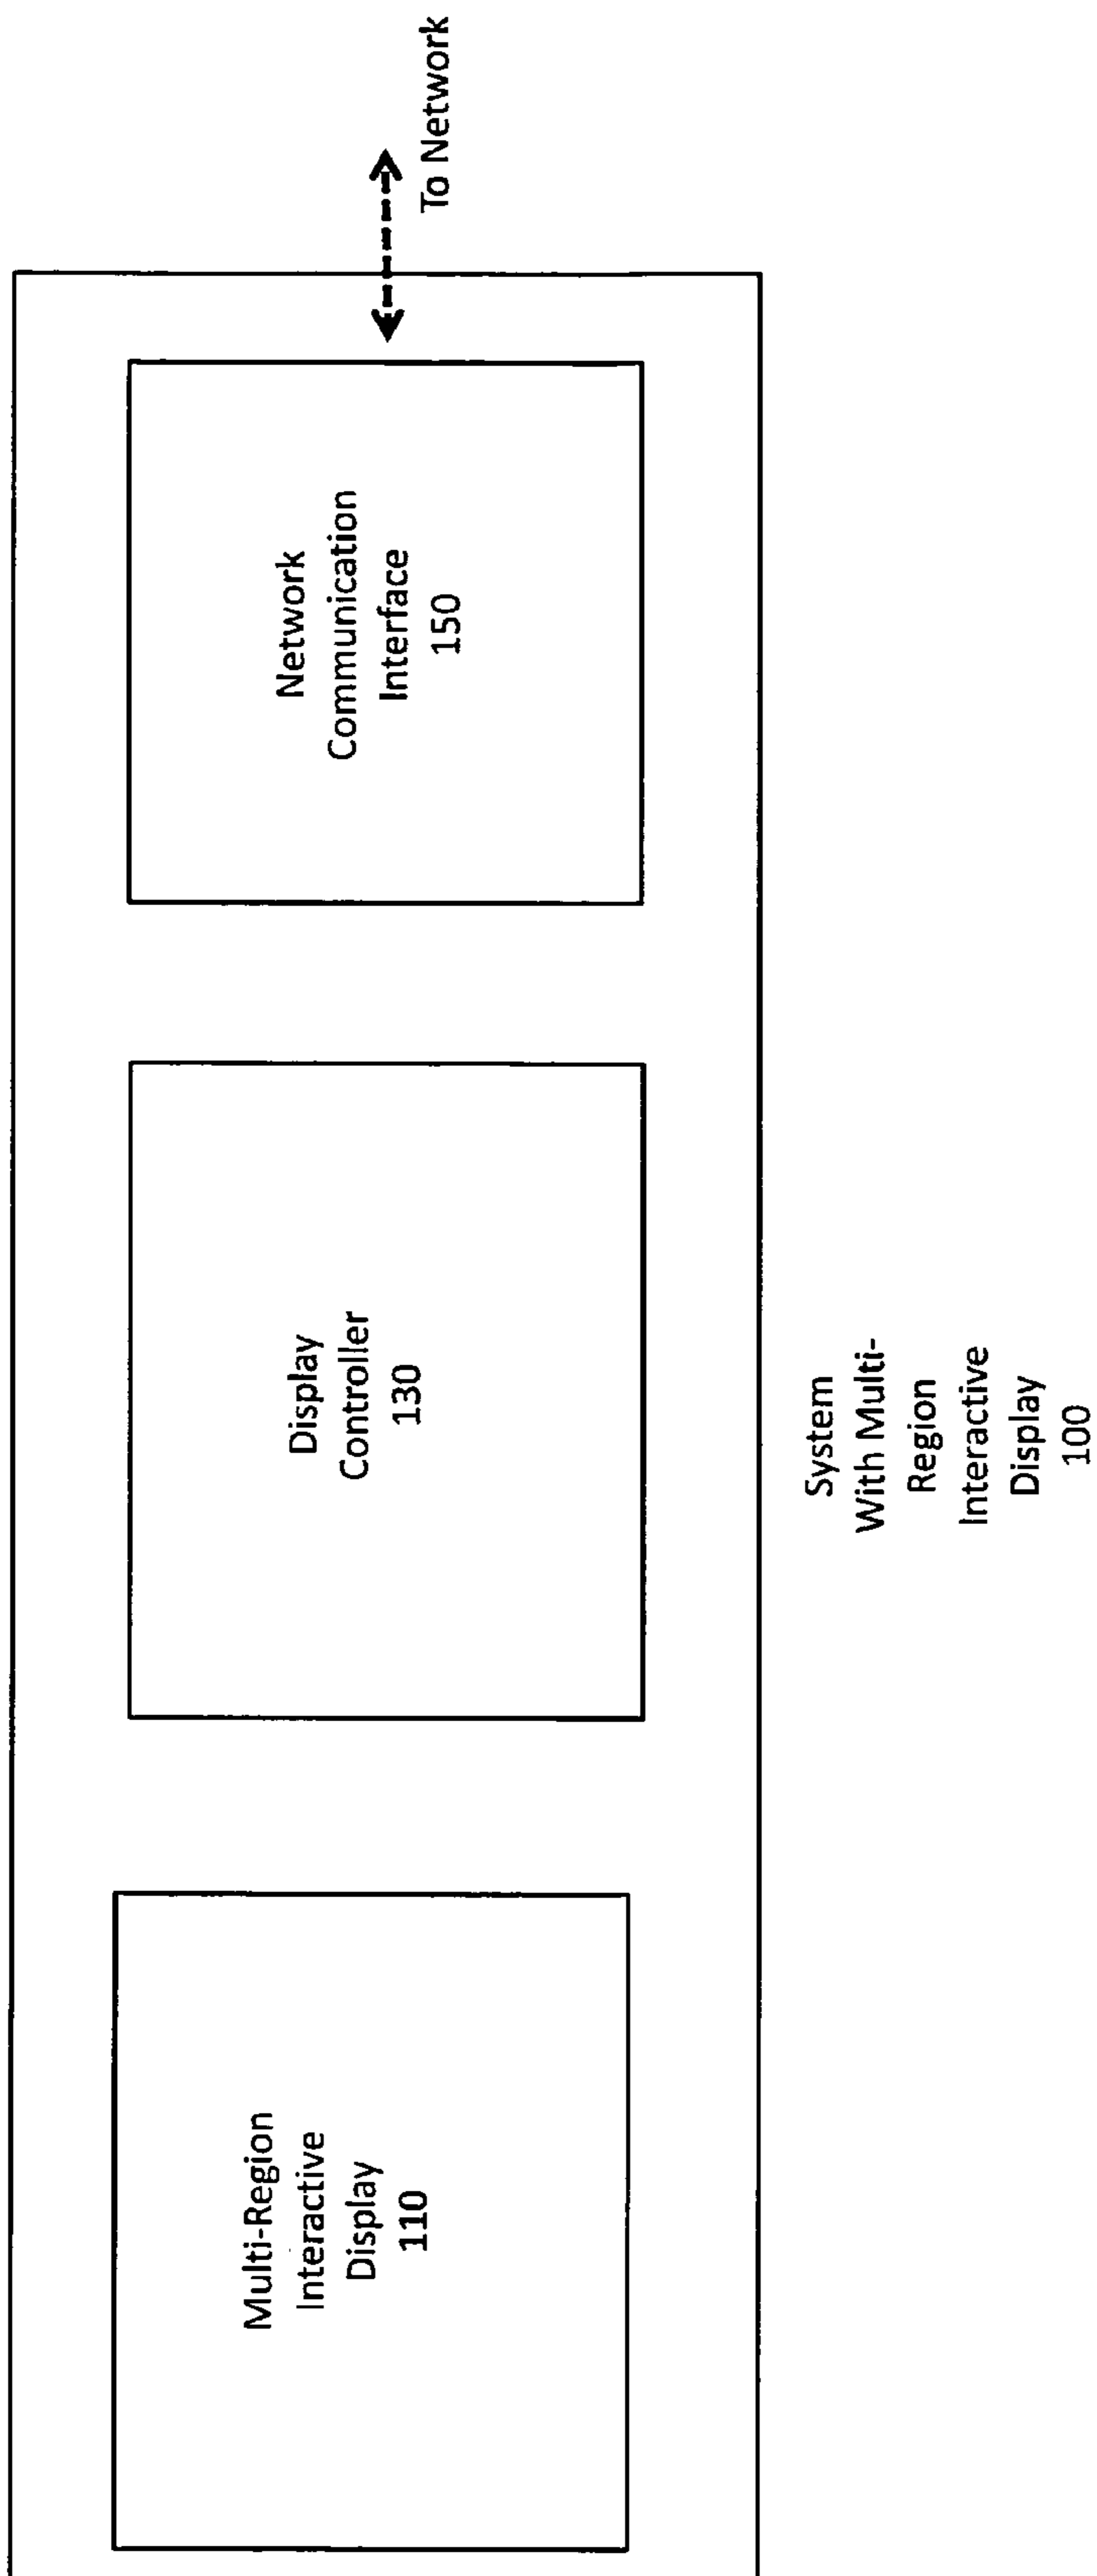 Multi-Region
Interactive
Display
110
Display
Controller
130
Network
Communication
Interface
150
To Network
System
With Multi-
Region
Interactive
Display
100